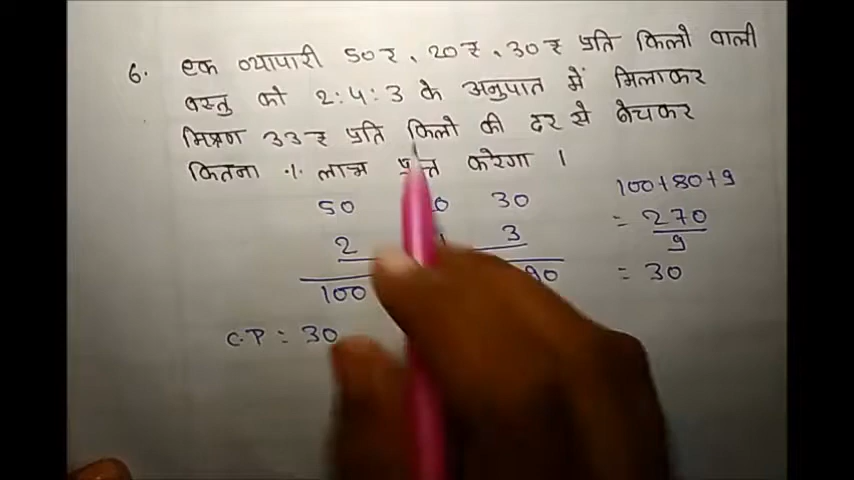 6. एक व्यापारी 50₹, 20₹, 30₹ प्रति किलो वाली
वस्तु को 2:4:3 के अनुपात में मिलाकर
मिश्रण 33₹ प्रति किलो की दर से बेचकर
कितना % लाभ करेगा ।
50 30 100+80+9
2 3 = 270/9
100 90 = 30
C.P = 30